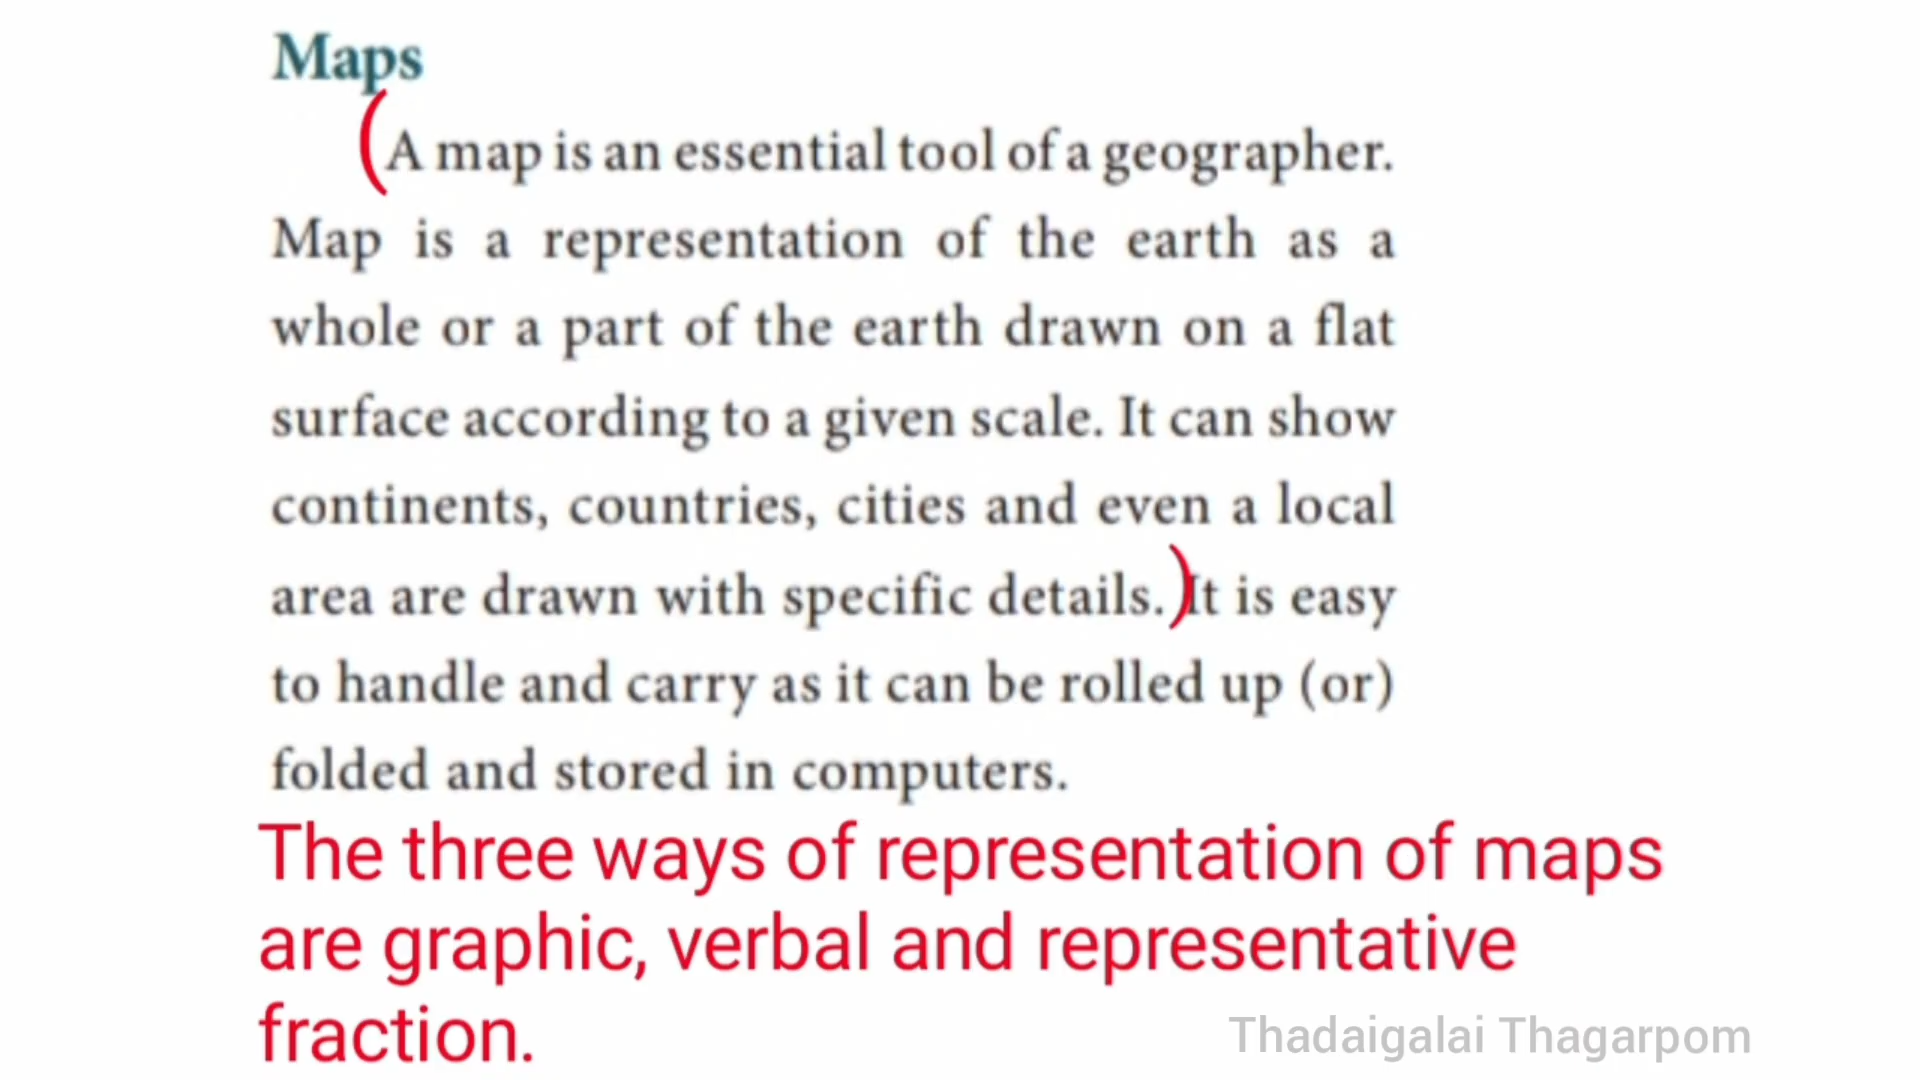 Maps
(A map is an essential tool of a geographer.
Map is a representation of the earth as a
whole or a part of the earth drawn on a flat
surface according to a given scale. It can show
continents, countries, cities and even a local
area are drawn with specific details.) It is easy
to handle and carry as it can be rolled up (or)
folded and stored in computers.
The three ways of representation of maps
are graphic, verbal and representative
fraction.
Thadaigalai Thagarpom